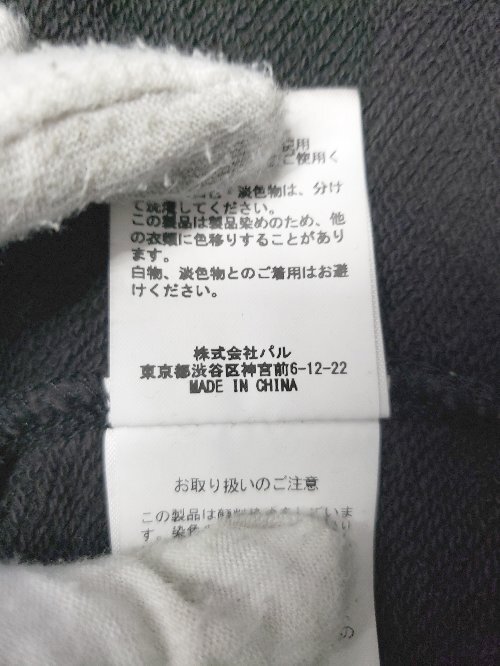 使用
ご使用く
淡色物は、分け
て洗濯してください。
この製品は製品染めのため、他
の衣類に色移りすることがあり
ます。
白物、淡色物とのご着用はお避
けください。
株式会社パル
東京都渋谷区神宮前6-12-22
MADE IN CHINA
お取り扱いのご注意
この製品は
す。染色